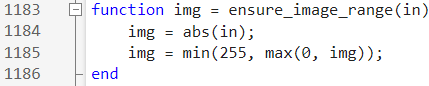 1183 function img = ensure_image_range(in)
1184     img = abs(in);
1185     img = min(255, max(0, img));
1186 end